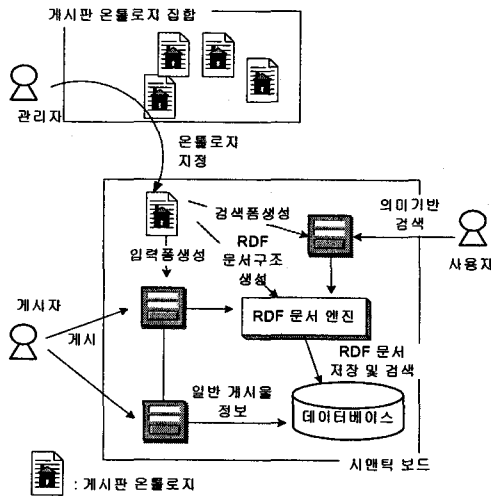 게시판 온톨로지 집합
관리자
온톨로지
지정
검색폼생성
의미기반
검색
사용자
입력폼생성
RDF
문서구조
생성
게시자
게시
RDF 문서 엔진
RDF 문서
저장 및 검색
일반 게시물
정보
데이터베이스
시맨틱 보드
: 게시판 온톨로지